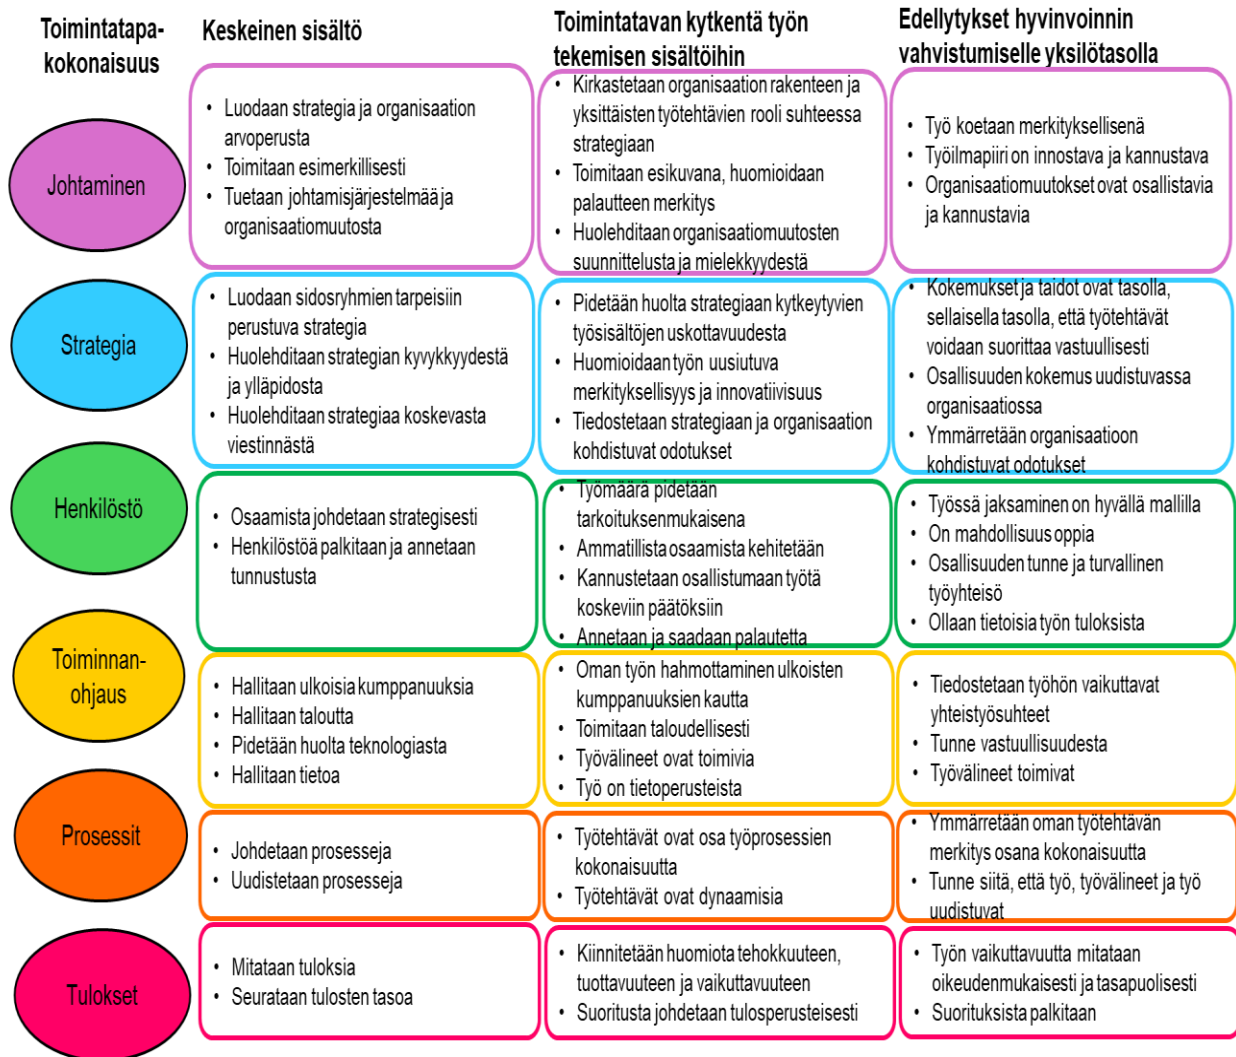 Toimintatapa-
kokonaisuus
Keskeinen sisältö
Toimintatavan kytkentä työn
tekemisen sisältöihin
Edellytykset hyvinvoinnin
vahvistumiselle yksilötasolla
Johtaminen
• Luodaan strategia ja organisaation
arvoperusta
• Toimitaan esimerkillisesti
• Tuetaan johtamisjärjestelmää ja
organisaatiomuutosta
• Kirkastetaan organisaation rakenteen ja
yksittäisten työtehtävien rooli suhteessa
strategiaan
• Toimitaan esikuvana, huomioidaan
palautteen merkitys
• Huolehditaan organisaatiomuutosten
suunnittelusta ja mielekkyydestä
• Työ koetaan merkityksellisenä
• Työilmapiiri on innostava ja kannustava
• Organisaatiomuutokset ovat osallistavia
ja kannustavia
Strategia
• Luodaan sidosryhmien tarpeisiin
perustuva strategia
• Huolehditaan strategian kyvykkyydestä
ja ylläpidosta
• Huolehditaan strategiaa koskevasta
viestinnästä
• Pidetään huolta strategiaan kytkeytyvien
työsisältöjen uskottavuudesta
• Huomioidaan työn uusiutuva
merkityksellisyys ja innovatiivisuus
• Tiedostetaan strategiaan ja organisaation
kohdistuvat odotukset
• Kokemukset ja taidot ovat tasolla,
sellaisella tasolla, että työtehtävät
voidaan suorittaa vastuullisesti
• Osallisuuden kokemus uudistuvassa
organisaatiossa
• Ymmärretään organisaatioon
kohdistuvat odotukset
Henkilöstö
• Osaamista johdetaan strategisesti
• Henkilöstöä palkitaan ja annetaan
tunnustusta
• Työmäärä pidetään
tarkoituksenmukaisena
• Ammatillista osaamista kehitetään
• Kannustetaan osallistumaan työtä
koskeviin päätöksiin
• Annetaan ja saadaan palautetta
• Työssä jaksaminen on hyvällä mallilla
• On mahdollisuus oppia
• Osallisuuden tunne ja turvallinen
työyhteisö
• Ollaan tietoisia työn tuloksista
Toiminnan-
ohjaus
• Hallitaan ulkoisia kumppanuuksia
• Hallitaan taloutta
• Pidetään huolta teknologiasta
• Hallitaan tietoa
• Oman työn hahmottaminen ulkoisten
kumppanuuksien kautta
• Toimitaan taloudellisesti
• Työvälineet ovat toimivia
• Työ on tietoperusteista
• Tiedostetaan työhön vaikuttavat
yhteistyösuhteet
• Tunne vastuullisuudesta
• Työvälineet toimivat
Prosessit
• Johdetaan prosesseja
• Uudistetaan prosesseja
• Työtehtävät ovat osa työprosessien
kokonaisuutta
• Työtehtävät ovat dynaamisia
• Ymmärretään oman työtehtävän
merkitys osana kokonaisuutta
• Tunne siitä, että työ, työvälineet ja työ
uudistuvat
Tulokset
• Mitataan tuloksia
• Seurataan tulosten tasoa
• Kiinnitetään huomiota tehokkuuteen,
tuottavuuteen ja vaikuttavuuteen
• Suoritusta johdetaan tulosperusteisesti
• Työn vaikuttavuutta mitataan
oikeudenmukaisesti ja tasapuolisesti
• Suorituksista palkitaan